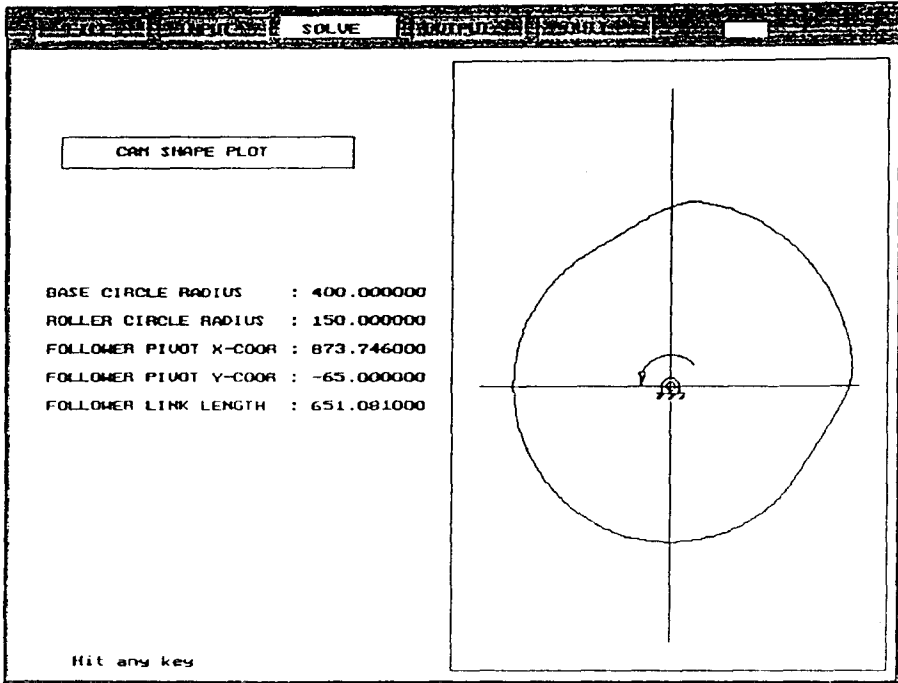 SOLVE
CAM SHAPE PLOT
BASE CIRCLE RADIUS : 400.000000
ROLLER CIRCLE RADIUS : 150.000000
FOLLOWER PIVOT X-COOR : 873.746000
FOLLOWER PIVOT Y-COOR : -65.000000
FOLLOWER LINK LENGTH : 651.081000
Hit any key